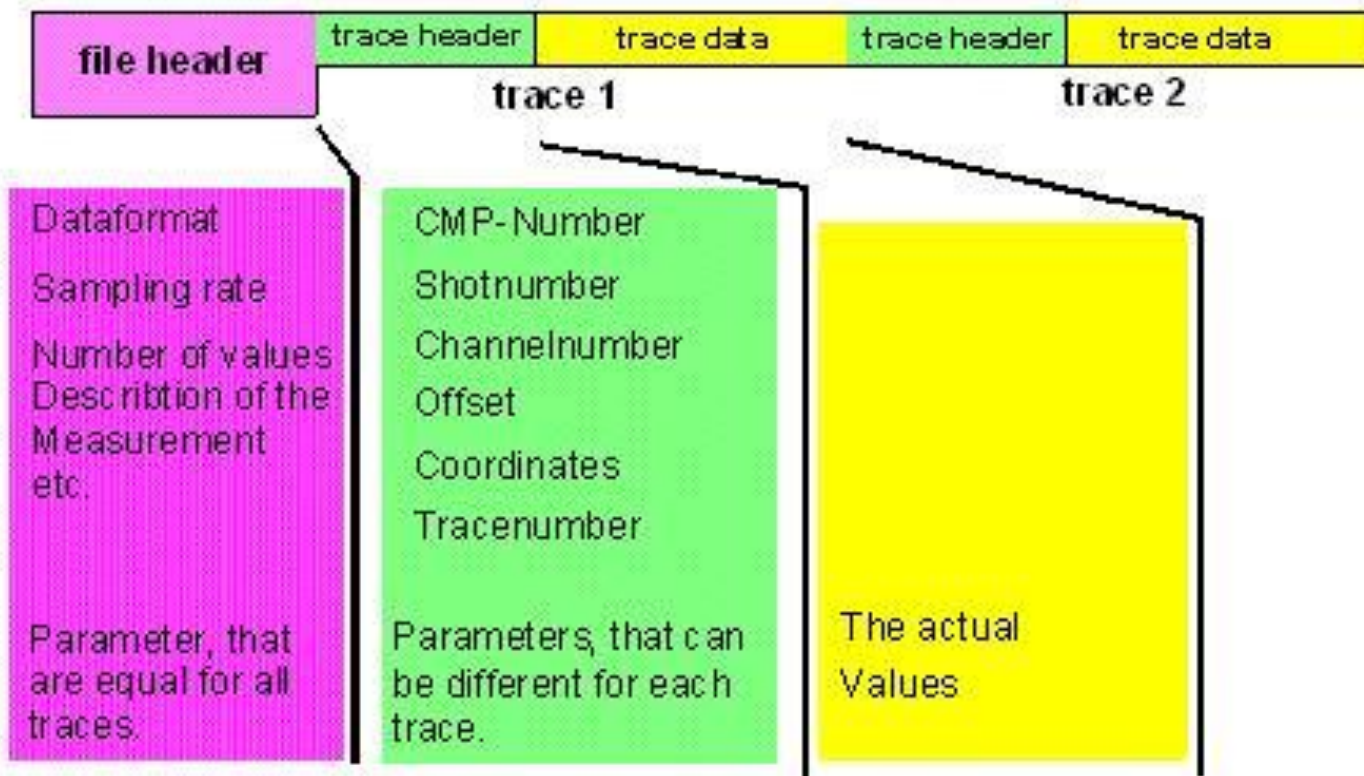 file header
trace header
trace data
trace header
trace data
trace 1
trace 2
Dataformat
Sampling rate
Number of values
Describtion of the
Measurement
etc.
Parameter, that
are equal for all
traces.
CMP-Number
Shotnumber
Channelnumber
Offset
Coordinates
Tracenumber
Parameters, that can
be different for each
trace.
The actual
Values